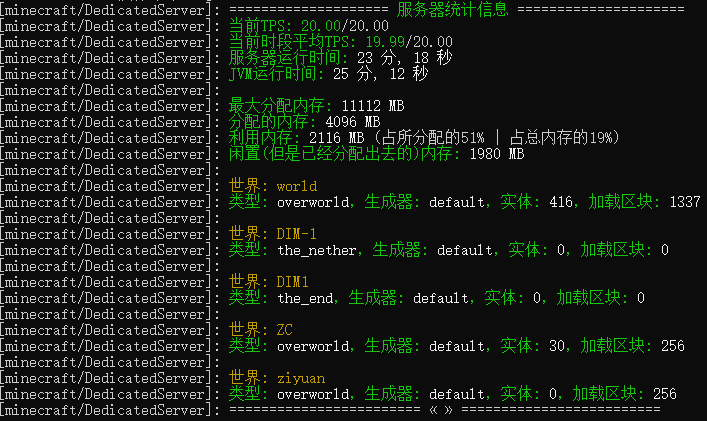 [minecraft/DedicatedServer]: ==================== 服务器统计信息 =====================
[minecraft/DedicatedServer]: 当前TPS: 20.00/20.00
[minecraft/DedicatedServer]: 当前时段平均TPS: 19.99/20.00
[minecraft/DedicatedServer]: 服务器运行时间: 23 分, 18 秒
[minecraft/DedicatedServer]: JVM运行时间: 25 分, 12 秒
[minecraft/DedicatedServer]:
[minecraft/DedicatedServer]: 最大分配内存: 11112 MB
[minecraft/DedicatedServer]: 分配的内存: 4096 MB
[minecraft/DedicatedServer]: 利用内存: 2116 MB (占所分配的51% | 占总内存的19%)
[minecraft/DedicatedServer]: 闲置(但是已经分配出去的)内存: 1980 MB
[minecraft/DedicatedServer]:
[minecraft/DedicatedServer]: 世界: world
[minecraft/DedicatedServer]: 类型: overworld, 生成器: default, 实体: 416, 加载区块: 1337
[minecraft/DedicatedServer]:
[minecraft/DedicatedServer]: 世界: DIM-1
[minecraft/DedicatedServer]: 类型: the_nether, 生成器: default, 实体: 0, 加载区块: 0
[minecraft/DedicatedServer]:
[minecraft/DedicatedServer]: 世界: DIM1
[minecraft/DedicatedServer]: 类型: the_end, 生成器: default, 实体: 0, 加载区块: 0
[minecraft/DedicatedServer]:
[minecraft/DedicatedServer]: 世界: ZC
[minecraft/DedicatedServer]: 类型: overworld, 生成器: default, 实体: 30, 加载区块: 256
[minecraft/DedicatedServer]:
[minecraft/DedicatedServer]: 世界: ziyuan
[minecraft/DedicatedServer]: 类型: overworld, 生成器: default, 实体: 0, 加载区块: 256
[minecraft/DedicatedServer]: ======================== « » =========================